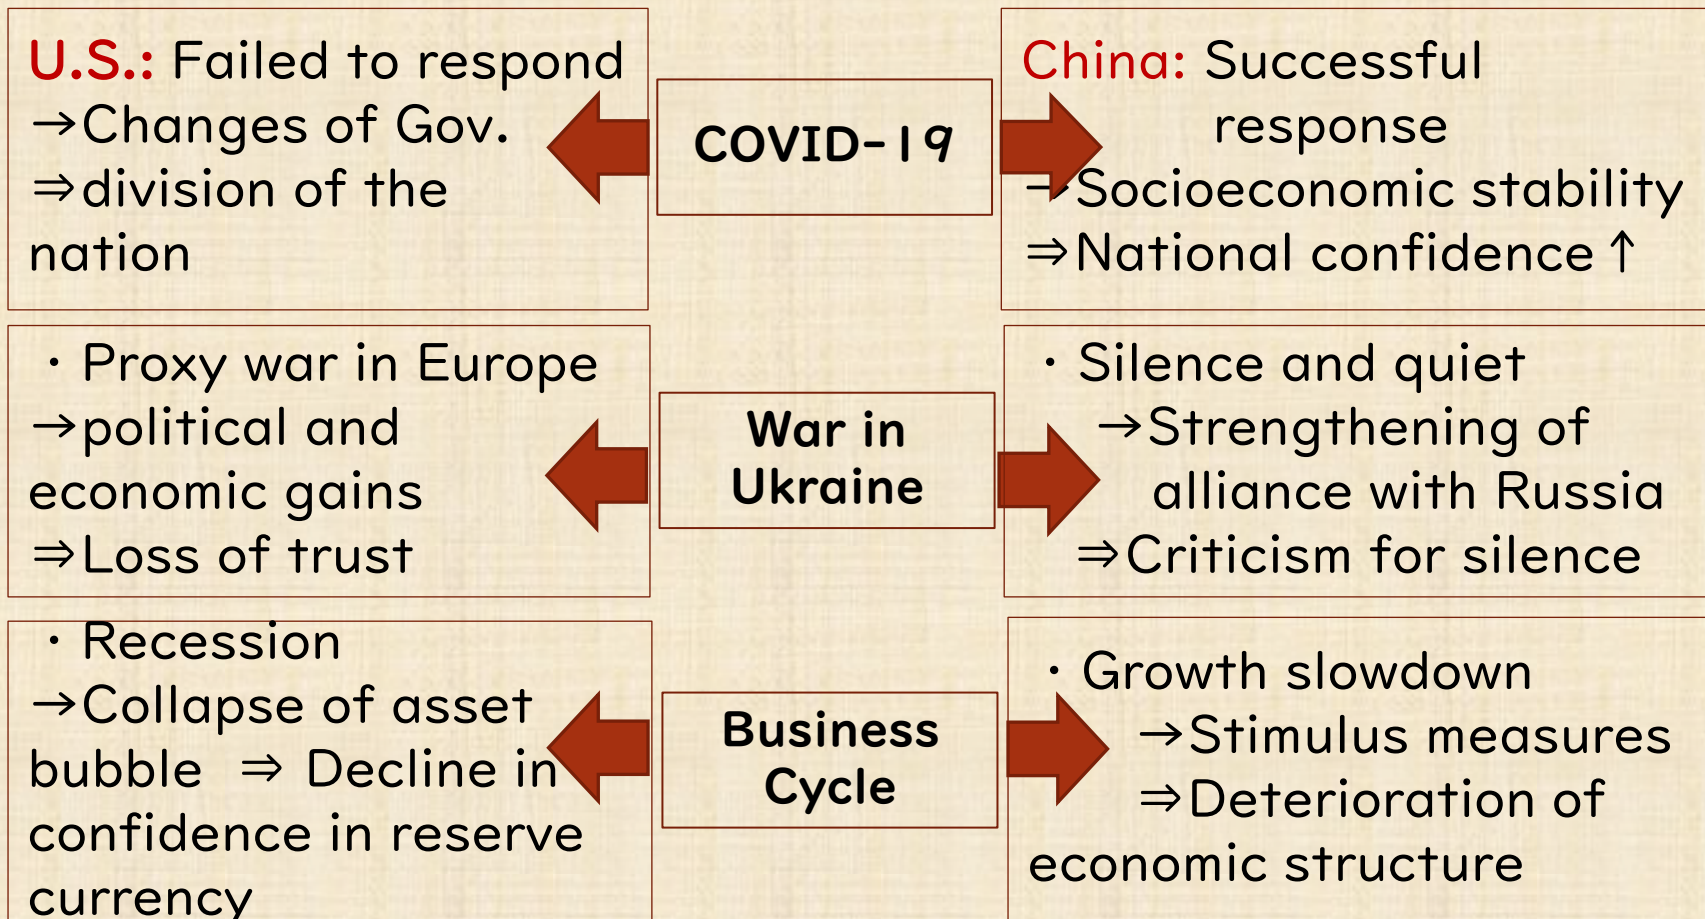 U.S.: Failed to respond
→Changes of Gov.
⇒division of the
nation
COVID-19
China: Successful
response
→Socioeconomic stability
⇒National confidence ↑
・Proxy war in Europe
→political and
economic gains
⇒Loss of trust
War in
Ukraine
・Silence and quiet
→Strengthening of
alliance with Russia
⇒Criticism for silence
・Recession
→Collapse of asset
bubble ⇒ Decline in
confidence in reserve
currency
Business
Cycle
・Growth slowdown
→Stimulus measures
⇒Deterioration of
economic structure